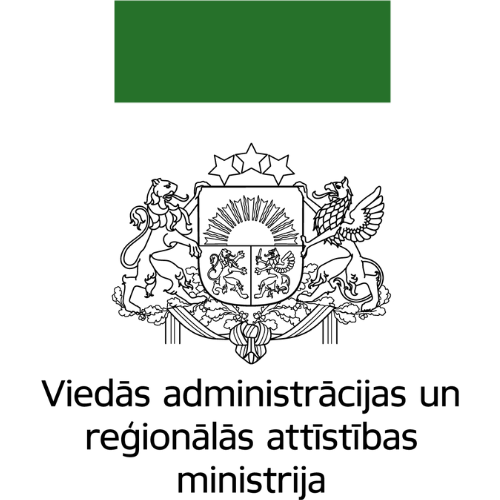 Viedās administrācijas un
reģionālās attīstības
ministrija